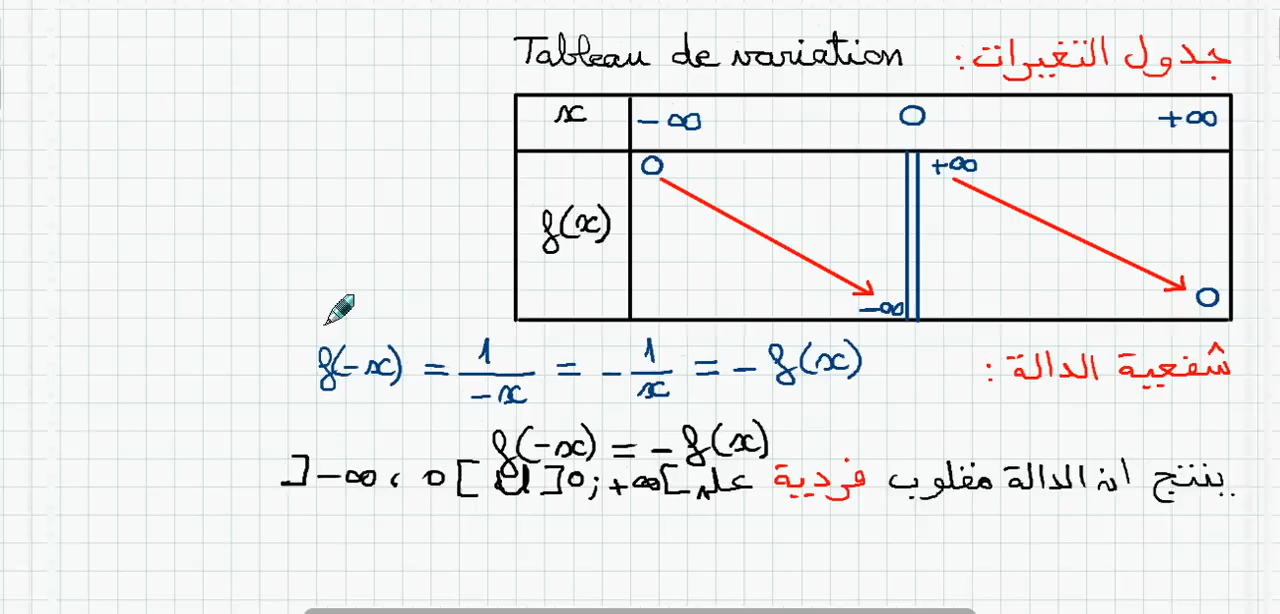 Tableau de variation جدول التغيرات :
x -∞ 0 +∞
f(x) 0 -∞ +∞ 0
شفعية الدالة : f(-x) = 1/-x = - 1/x = - f(x)
f(-x) = - f(x)
ينتج ان الدالة مقلوب فردية على ]-∞ ، 0[ U ]0 ; +∞[